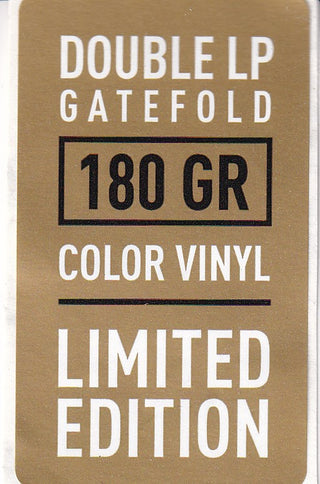 DOUBLE LP
GATEFOLD
180 GR
COLOR VINYL
LIMITED
EDITION